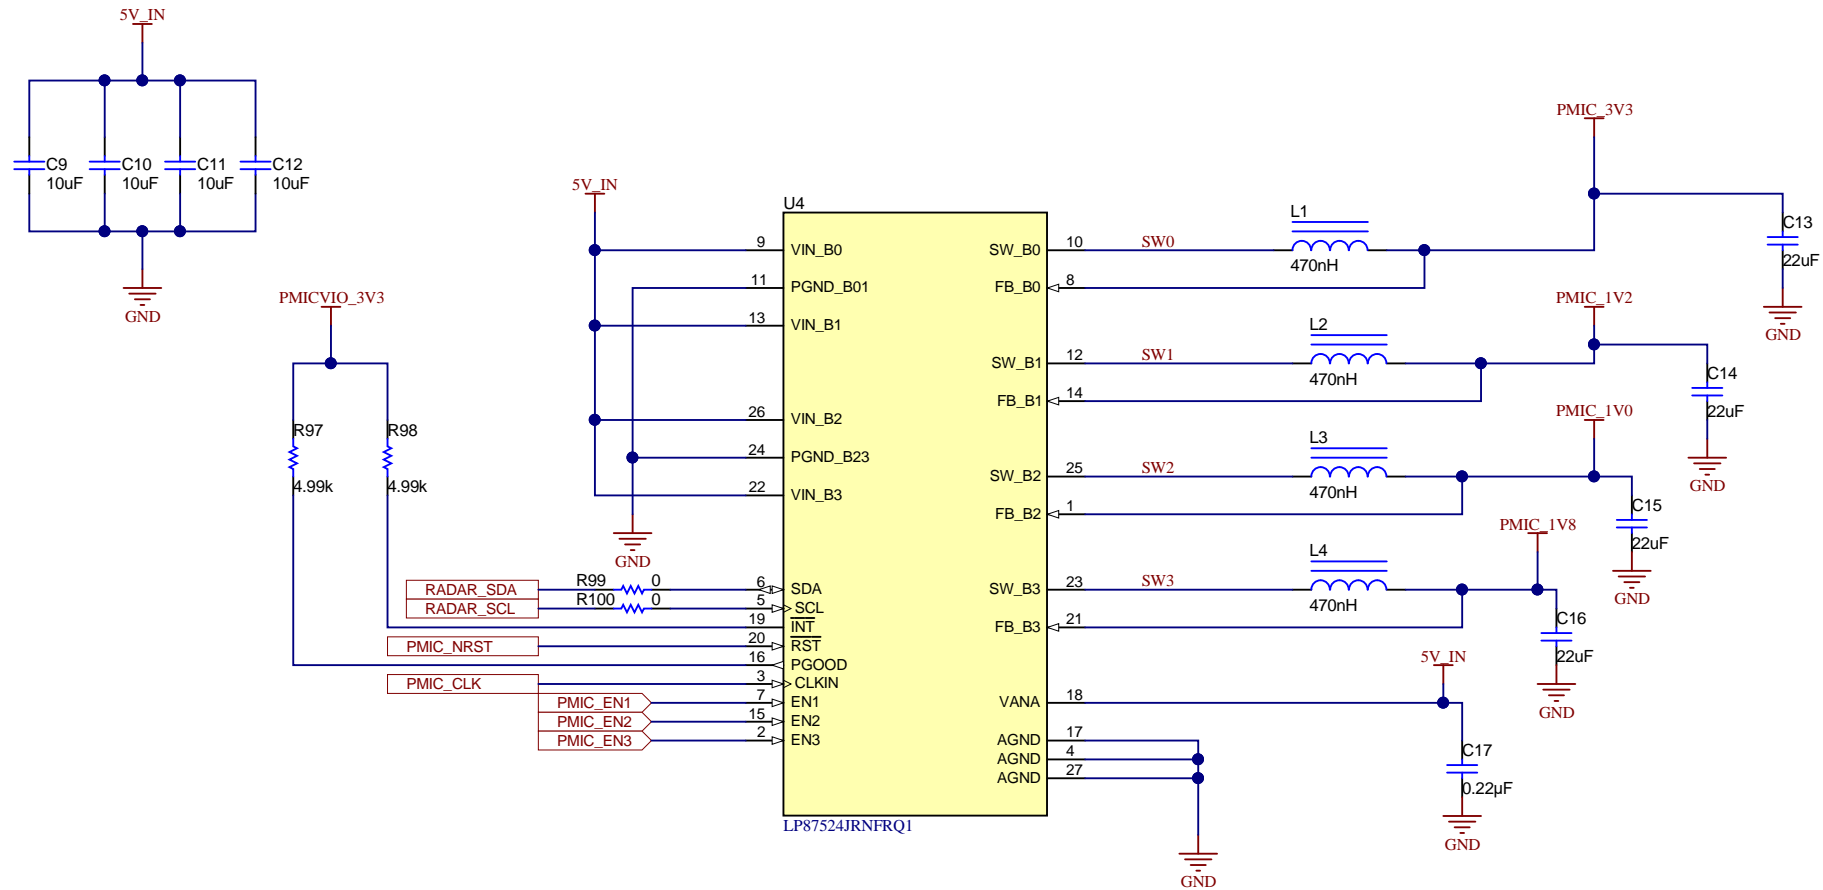 5V_IN
C9
10uF
C10
10uF
C11
10uF
C12
10uF
GND
PMICVIO_3V3
R97
4.99k
R98
4.99k
5V_IN
GND
RADAR_SDA
R99
0
RADAR_SCL
R100
0
PMIC_NRST
PMIC_CLK
PMIC_EN1
PMIC_EN2
PMIC_EN3
U4
9 VIN_B0
11 PGND_B01
13 VIN_B1
26 VIN_B2
24 PGND_B23
22 VIN_B3
6 SDA
5 SCL
19 INT
20 RST
16 PGOOD
3 CLKIN
7 EN1
15 EN2
2 EN3
SW_B0 10
FB_B0 8
SW_B1 12
FB_B1 14
SW_B2 25
FB_B2 1
SW_B3 23
FB_B3 21
VANA 18
AGND 17
AGND 4
AGND 27
LP87524JRNFRQ1
SW0
L1
470nH
PMIC_3V3
C13
22uF
GND
SW1
L2
470nH
PMIC_1V2
C14
22uF
GND
SW2
L3
470nH
PMIC_1V0
C15
22uF
GND
SW3
L4
470nH
PMIC_1V8
C16
22uF
GND
5V_IN
C17
0.22µF
GND
GND